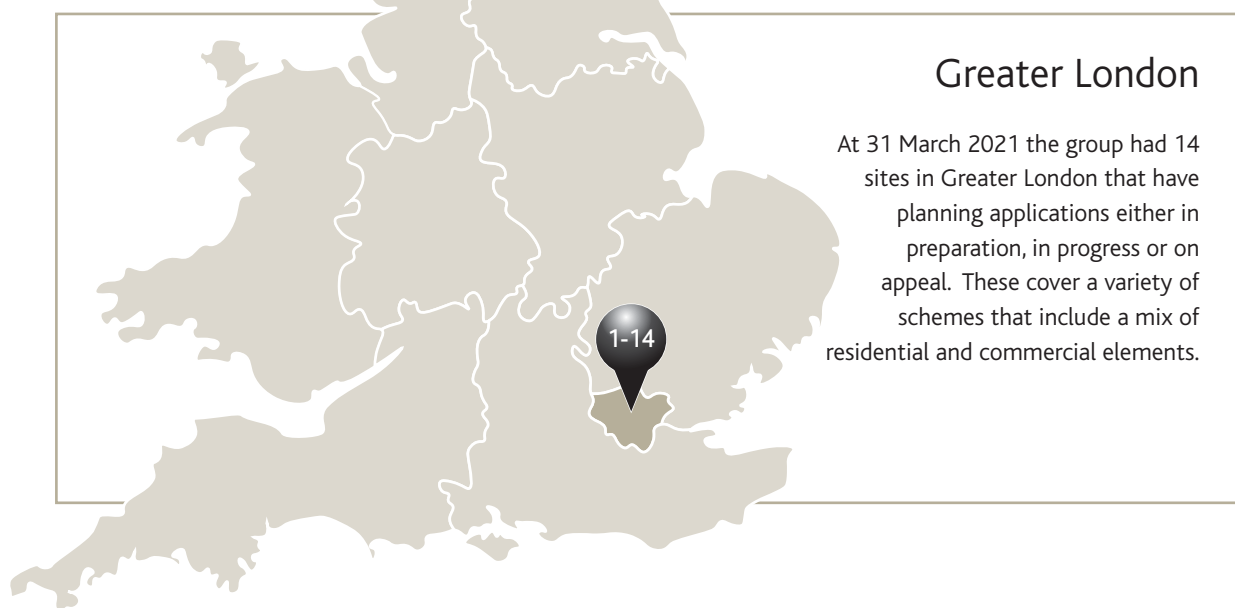 Greater London
At 31 March 2021 the group had 14
sites in Greater London that have
planning applications either in
preparation, in progress or on
appeal. These cover a variety of
schemes that include a mix of
residential and commercial elements.
1-14